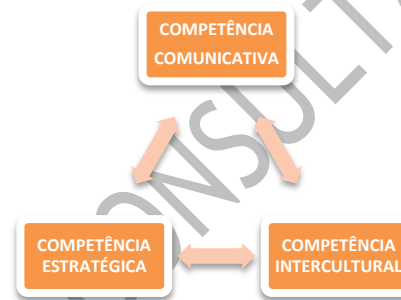 COMPETÊNCIA
COMUNICATIVA
COMPETÊNCIA
ESTRATÉGICA
COMPETÊNCIA
INTERCULTURAL